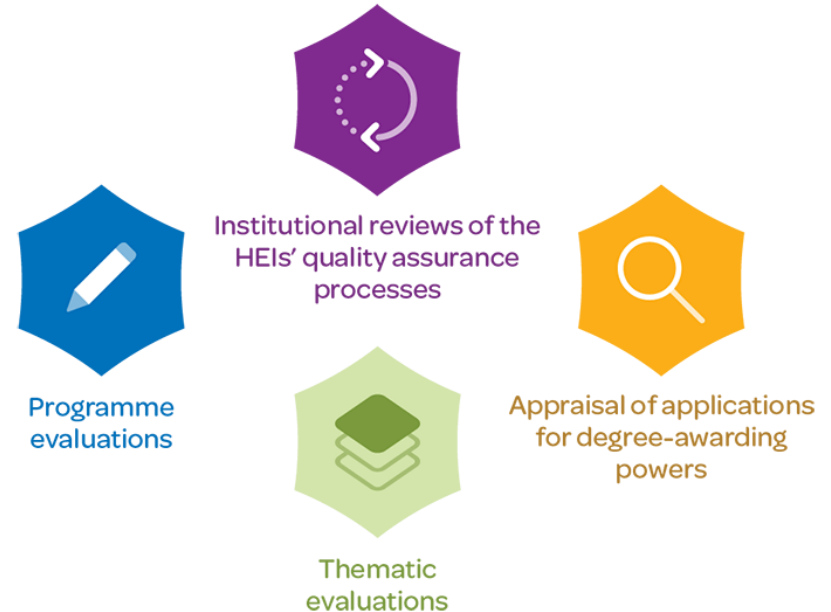 Institutional reviews of the
HEIs’ quality assurance
processes
Programme
evaluations
Appraisal of applications
for degree-awarding
powers
Thematic
evaluations